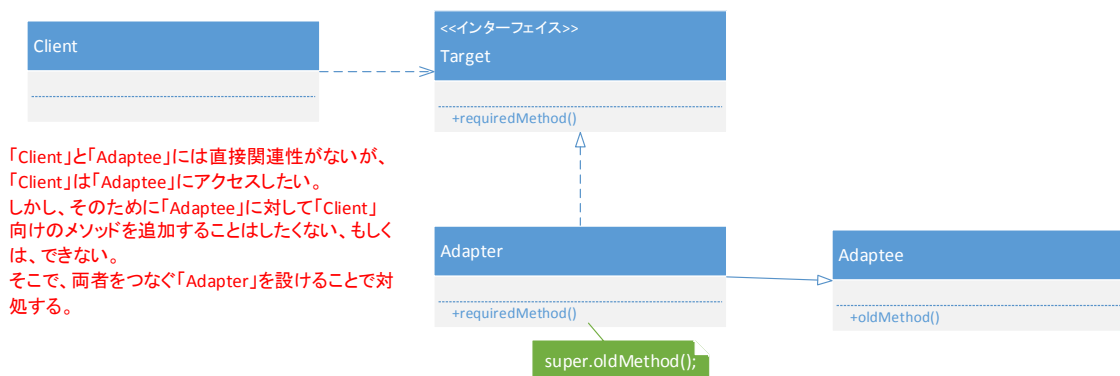 Client
<<インターフェイス>>
Target
+requiredMethod()
「Client」と「Adaptee」には直接関連性がないが、
「Client」は「Adaptee」にアクセスしたい。
しかし、そのために「Adaptee」に対して「Client」
向けのメソッドを追加することはしたくない、もしく
は、できない。
そこで、両者をつなぐ「Adapter」を設けることで対
処する。
Adapter
+requiredMethod()
Adaptee
+oldMethod()
super.oldMethod();